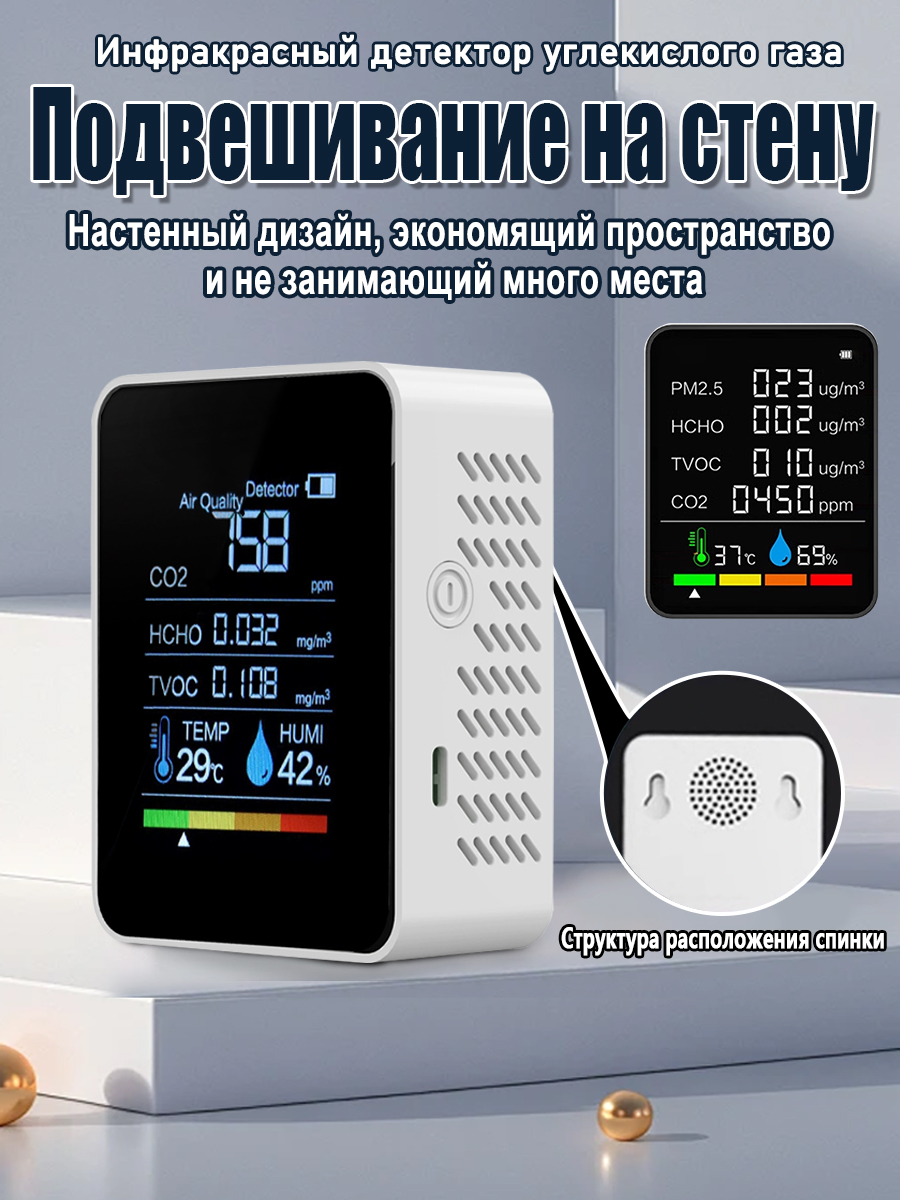 Инфракрасный детектор углекислого газа
Подвешивание на стену
Настенный дизайн, экономящий пространство
и не занимающий много места
PM2.5 023 ug/m³
HCHO 002 ug/m³
TVOC 010 ug/m³
CO2 0450 ppm
37℃ 69%
Air Quality Detector
CO2 758 ppm
HCHO 0.032 mg/m³
TVOC 0.108 mg/m³
TEMP HUMI
29℃ 42%
Структура расположения спинки